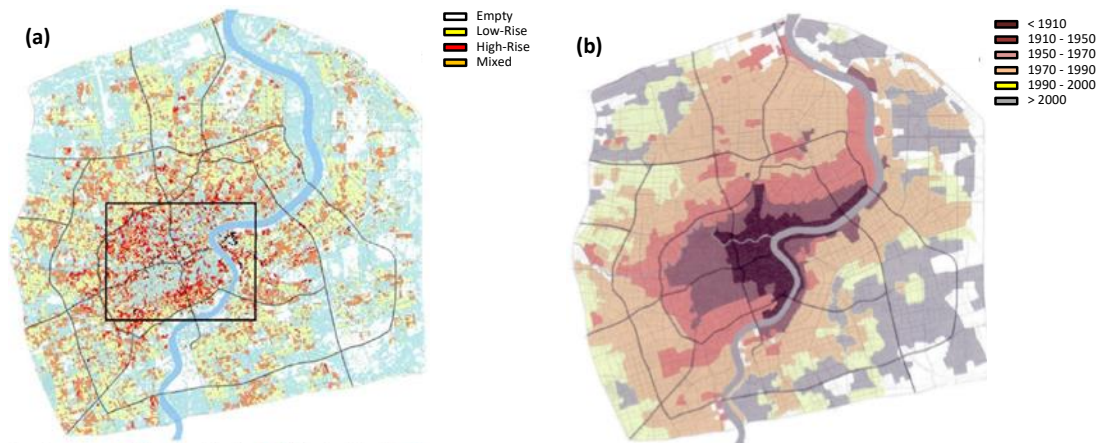 (a)
Empty
Low-Rise
High-Rise
Mixed
(b)
< 1910
1910 - 1950
1950 - 1970
1970 - 1990
1990 - 2000
> 2000